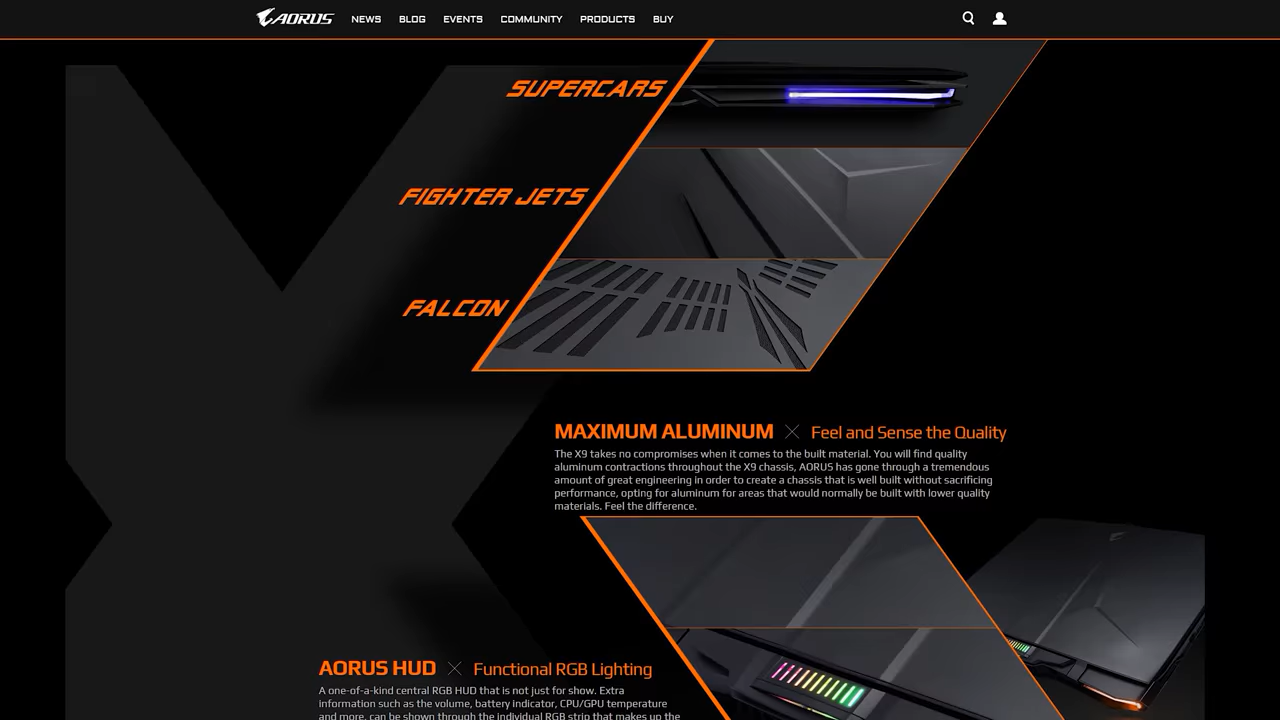 AORUS NEWS BLOG EVENTS COMMUNITY PRODUCTS BUY
SUPERCARS
FIGHTER JETS
FALCON
MAXIMUM ALUMINUM Feel and Sense the Quality
The X9 takes no compromises when it comes to the built material. You will find quality
aluminum contractions throughout the X9 chassis, AORUS has gone through a tremendous
amount of great engineering in order to create a chassis that is well built without sacrificing
performance, opting for aluminum for areas that would normally be built with lower quality
materials. Feel the difference.
AORUS HUD Functional RGB Lighting
A one-of-a-kind central RGB HUD that is not just for show. Extra
information such as the volume, battery indicator, CPU/GPU temperature
and more, can be shown through the individual RGB strip that makes up the